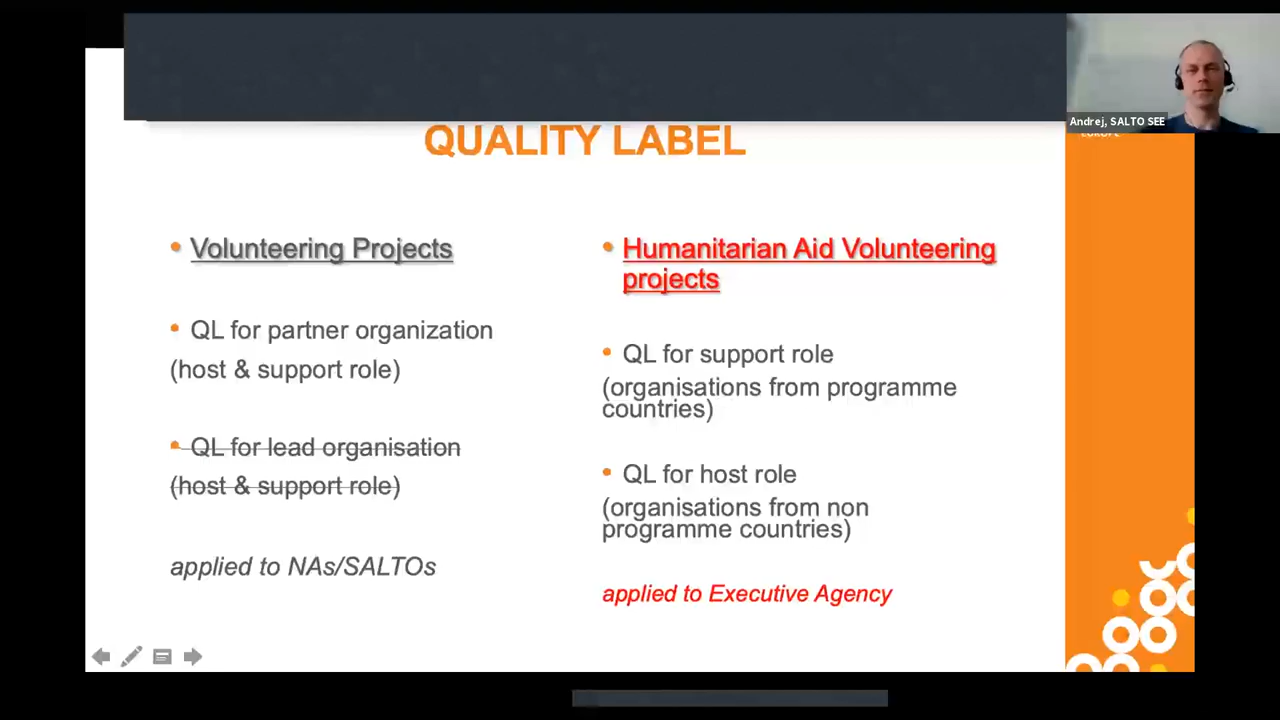 Andrej, SALTO SEE
EUROPE
QUALITY LABEL
• Volunteering Projects
• QL for partner organization
(host & support role)
• QL for lead organisation
(host & support role)
applied to NAs/SALTOs
• Humanitarian Aid Volunteering
projects
• QL for support role
(organisations from programme
countries)
• QL for host role
(organisations from non
programme countries)
applied to Executive Agency